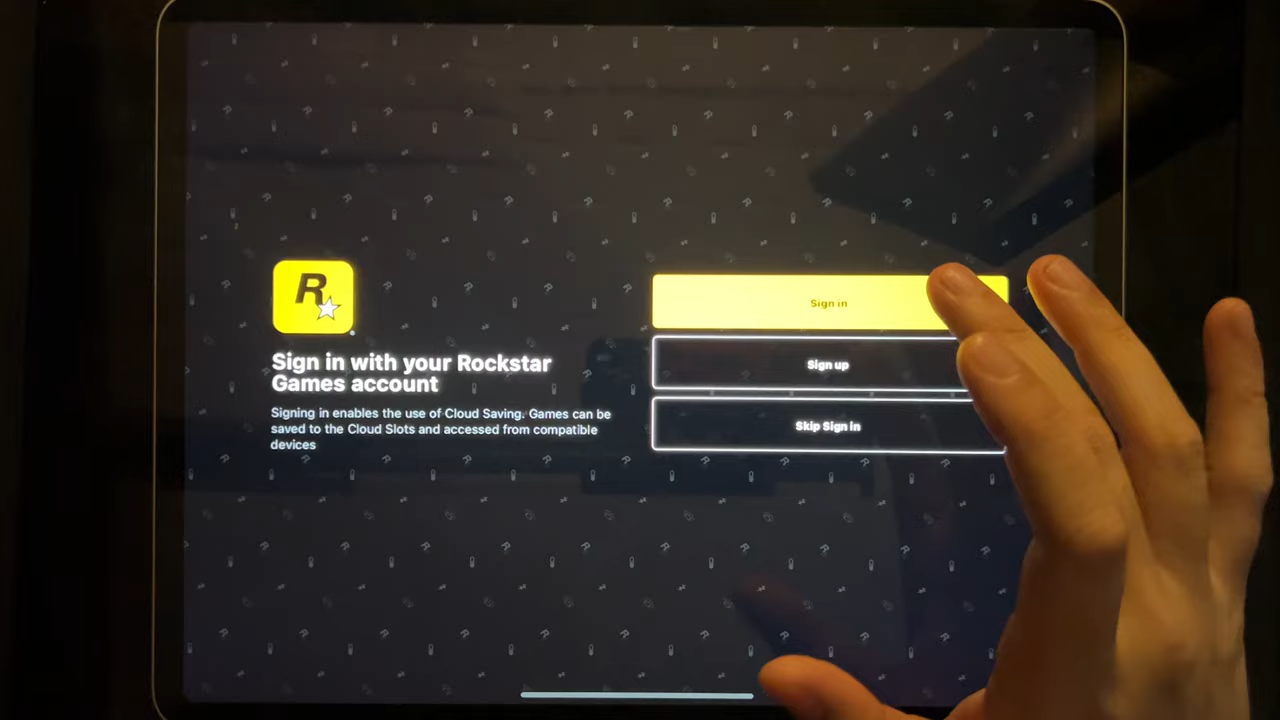 R
Sign in with your Rockstar
Games account
Signing in enables the use of Cloud Saving. Games can be
saved to the Cloud Slots and accessed from compatible
devices
Sign in
Sign up
Skip Sign in